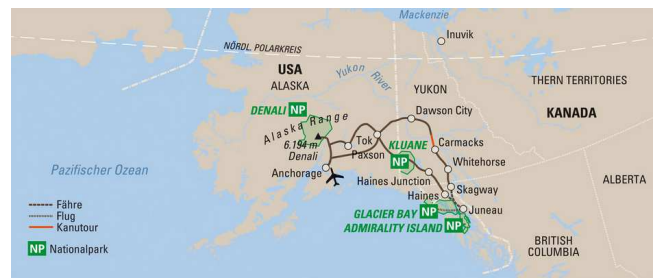 Mackenzie
Inuvik
NÖRDL. POLARKREIS
USA
ALASKA
Yukon
River
YUKON
THERN TERRITORIES
KANADA
DENALI NP
Dawson City
Alaska Range
6.194 m
Denali
Tok
Paxson
KLUANE
NP
Carmacks
Whitehorse
Pazifischer Ozean
Anchorage
Haines Junction
Skagway
ALBERTA
Haines
Juneau
Fähre
Flug
Kanutour
NP Nationalpark
GLACIER BAY NP
ADMIRALITY ISLAND NP
BRITISH
COLUMBIA